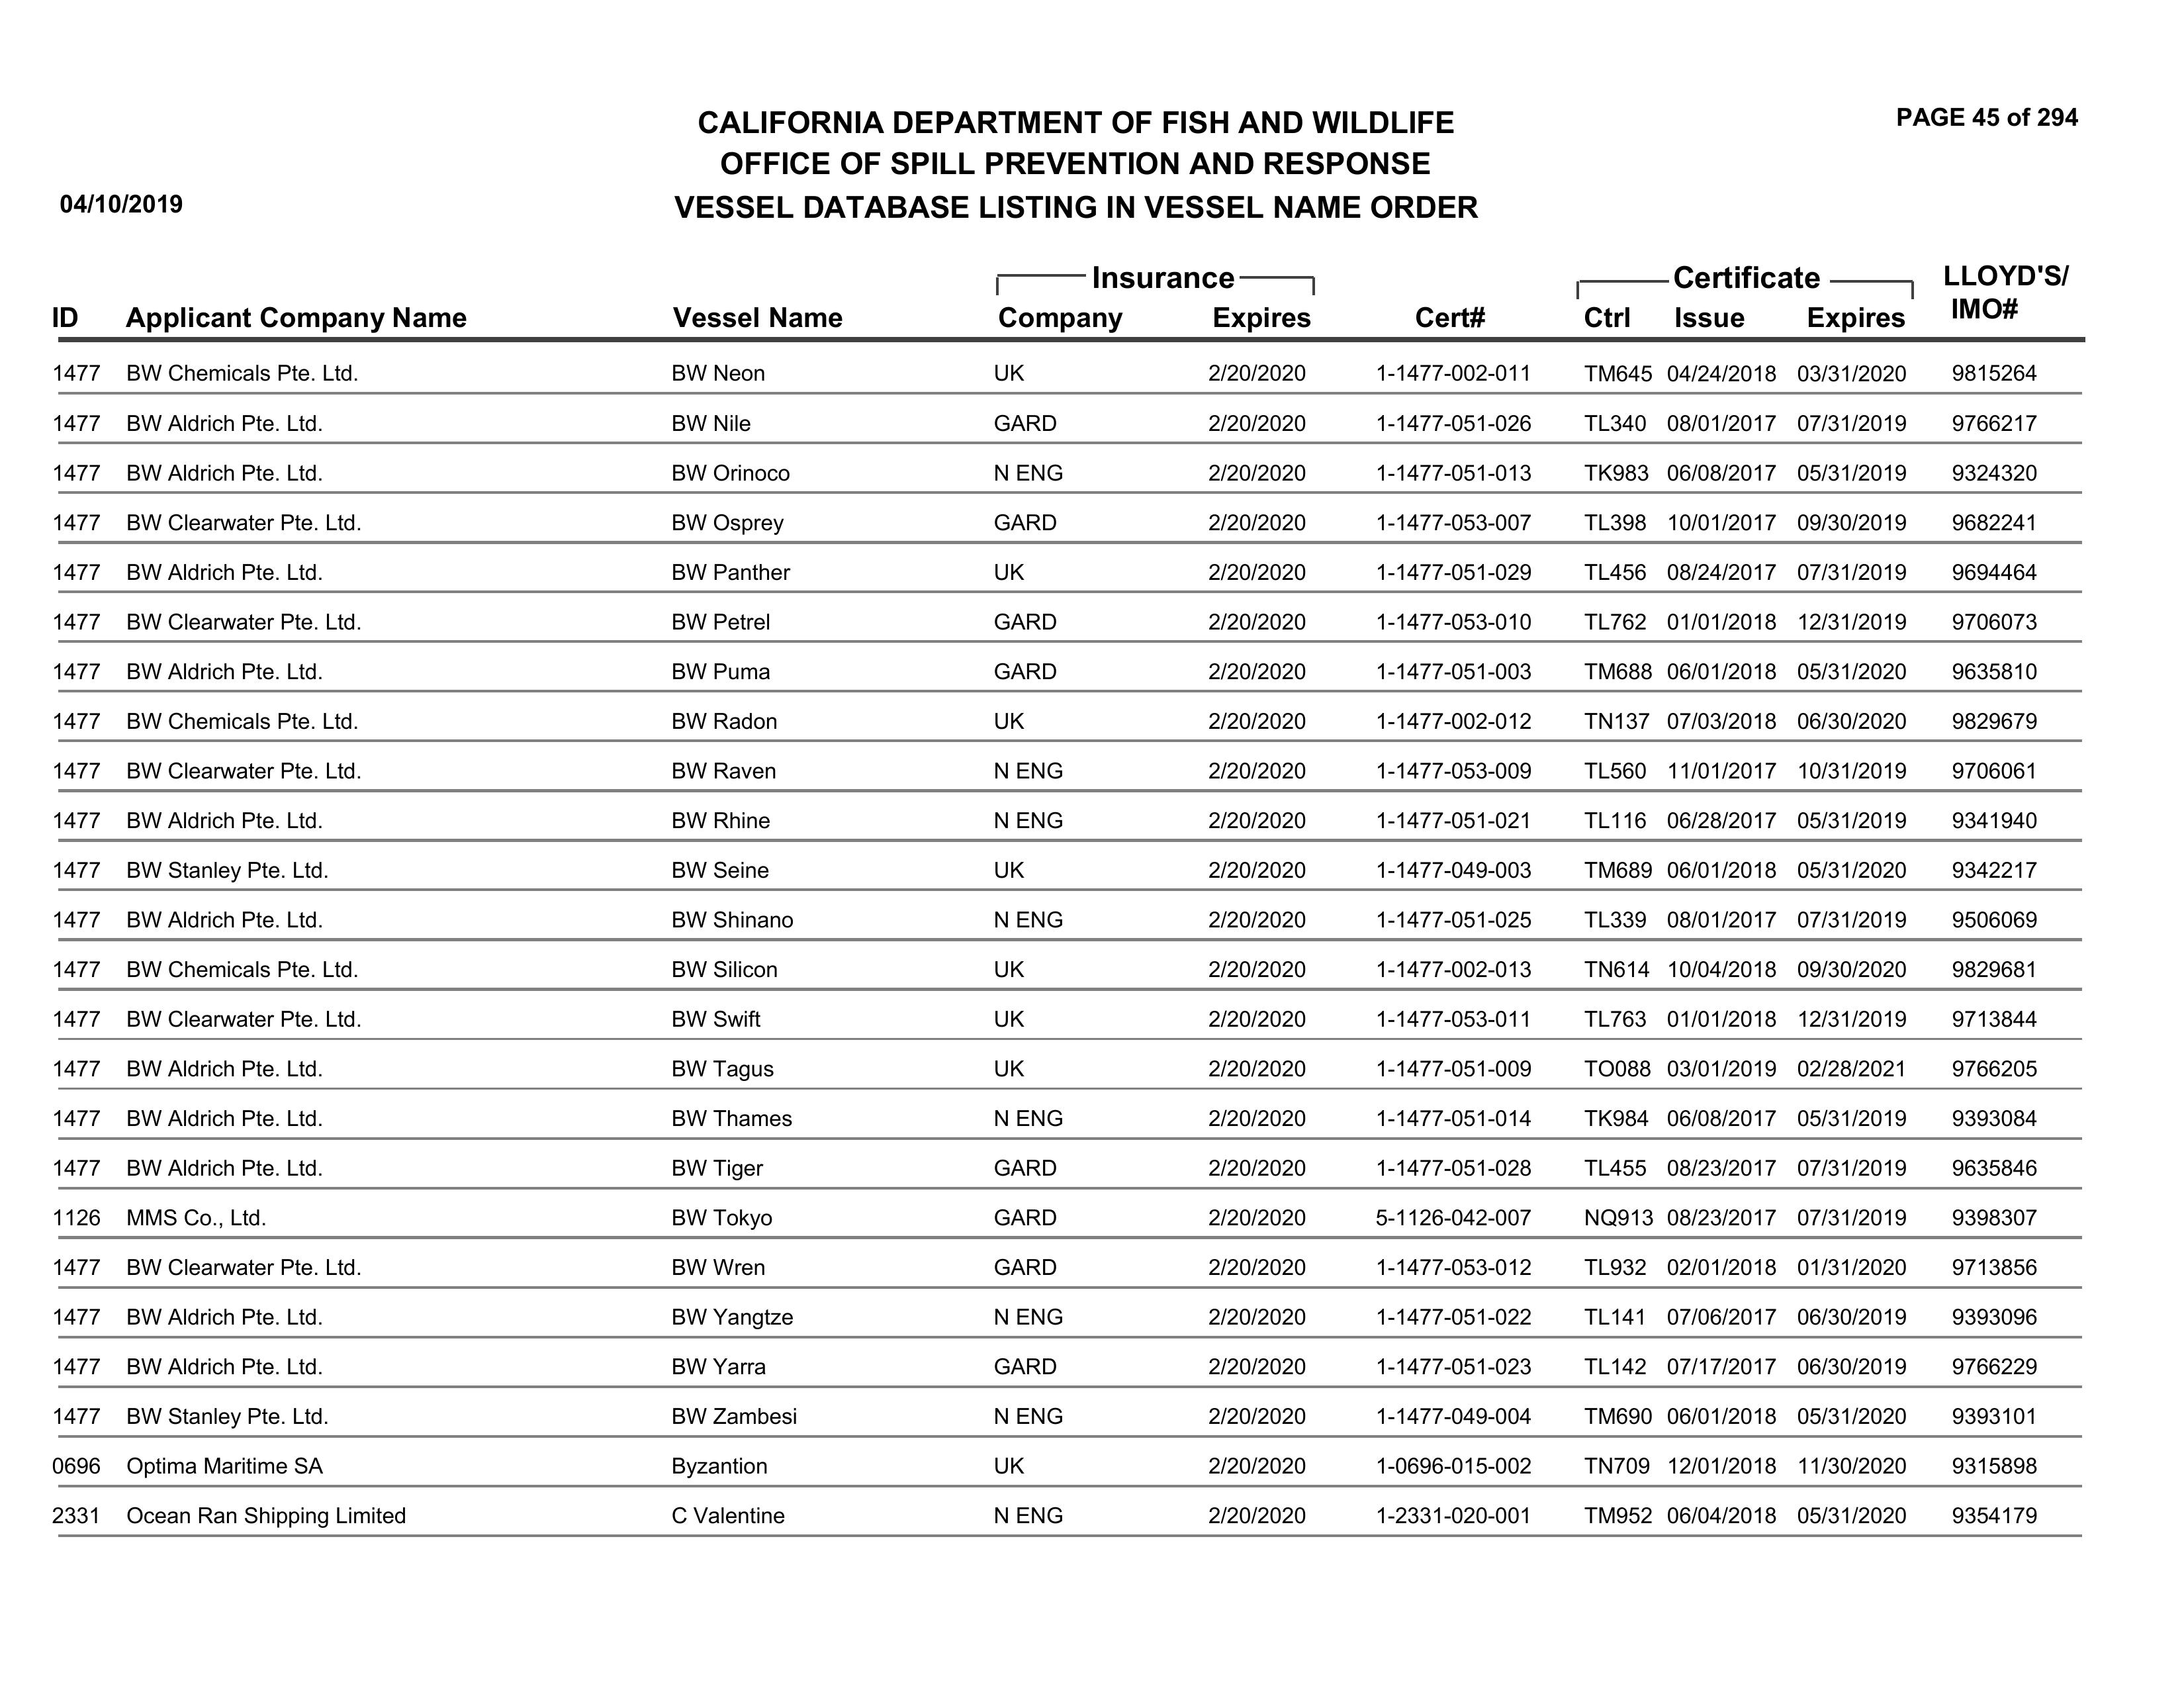 PAGE 45 of 294
CALIFORNIA DEPARTMENT OF FISH AND WILDLIFE
OFFICE OF SPILL PREVENTION AND RESPONSE
04/10/2019 VESSEL DATABASE LISTING IN VESSEL NAME ORDER
Insurance Certificate LLOYD'S/
ID Applicant Company Name Vessel Name Company Expires Cert# Ctrl Issue Expires IMO#
1477 BW Chemicals Pte. Ltd. BW Neon UK 2/20/2020 1-1477-002-011 TM645 04/24/2018 03/31/2020 9815264
1477 BW Aldrich Pte. Ltd. BW Nile GARD 2/20/2020 1-1477-051-026 TL340 08/01/2017 07/31/2019 9766217
1477 BW Aldrich Pte. Ltd. BW Orinoco N ENG 2/20/2020 1-1477-051-013 TK983 06/08/2017 05/31/2019 9324320
1477 BW Clearwater Pte. Ltd. BW Osprey GARD 2/20/2020 1-1477-053-007 TL398 10/01/2017 09/30/2019 9682241
1477 BW Aldrich Pte. Ltd. BW Panther UK 2/20/2020 1-1477-051-029 TL456 08/24/2017 07/31/2019 9694464
1477 BW Clearwater Pte. Ltd. BW Petrel GARD 2/20/2020 1-1477-053-010 TL762 01/01/2018 12/31/2019 9706073
1477 BW Aldrich Pte. Ltd. BW Puma GARD 2/20/2020 1-1477-051-003 TM688 06/01/2018 05/31/2020 9635810
1477 BW Chemicals Pte. Ltd. BW Radon UK 2/20/2020 1-1477-002-012 TN137 07/03/2018 06/30/2020 9829679
1477 BW Clearwater Pte. Ltd. BW Raven N ENG 2/20/2020 1-1477-053-009 TL560 11/01/2017 10/31/2019 9706061
1477 BW Aldrich Pte. Ltd. BW Rhine N ENG 2/20/2020 1-1477-051-021 TL116 06/28/2017 05/31/2019 9341940
1477 BW Stanley Pte. Ltd. BW Seine UK 2/20/2020 1-1477-049-003 TM689 06/01/2018 05/31/2020 9342217
1477 BW Aldrich Pte. Ltd. BW Shinano N ENG 2/20/2020 1-1477-051-025 TL339 08/01/2017 07/31/2019 9506069
1477 BW Chemicals Pte. Ltd. BW Silicon UK 2/20/2020 1-1477-002-013 TN614 10/04/2018 09/30/2020 9829681
1477 BW Clearwater Pte. Ltd. BW Swift UK 2/20/2020 1-1477-053-011 TL763 01/01/2018 12/31/2019 9713844
1477 BW Aldrich Pte. Ltd. BW Tagus UK 2/20/2020 1-1477-051-009 TO088 03/01/2019 02/28/2021 9766205
1477 BW Aldrich Pte. Ltd. BW Thames N ENG 2/20/2020 1-1477-051-014 TK984 06/08/2017 05/31/2019 9393084
1477 BW Aldrich Pte. Ltd. BW Tiger GARD 2/20/2020 1-1477-051-028 TL455 08/23/2017 07/31/2019 9635846
1126 MMS Co., Ltd. BW Tokyo GARD 2/20/2020 5-1126-042-007 NQ913 08/23/2017 07/31/2019 9398307
1477 BW Clearwater Pte. Ltd. BW Wren GARD 2/20/2020 1-1477-053-012 TL932 02/01/2018 01/31/2020 9713856
1477 BW Aldrich Pte. Ltd. BW Yangtze N ENG 2/20/2020 1-1477-051-022 TL141 07/06/2017 06/30/2019 9393096
1477 BW Aldrich Pte. Ltd. BW Yarra GARD 2/20/2020 1-1477-051-023 TL142 07/17/2017 06/30/2019 9766229
1477 BW Stanley Pte. Ltd. BW Zambesi N ENG 2/20/2020 1-1477-049-004 TM690 06/01/2018 05/31/2020 9393101
0696 Optima Maritime SA Byzantion UK 2/20/2020 1-0696-015-002 TN709 12/01/2018 11/30/2020 9315898
2331 Ocean Ran Shipping Limited C Valentine N ENG 2/20/2020 1-2331-020-001 TM952 06/04/2018 05/31/2020 9354179